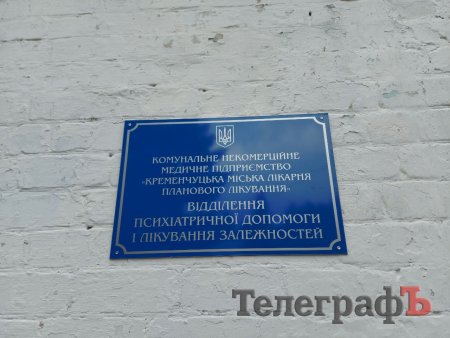 КОМУНАЛЬНЕ НЕКОМЕРЦІЙНЕ
МЕДИЧНЕ ПІДПРИЄМСТВО
«КРЕМЕНЧУЦЬКА МІСЬКА ЛІКАРНЯ
ПЛАНОВОГО ЛІКУВАННЯ»
ВІДДІЛЕННЯ
ПСИХІАТРИЧНОЇ ДОПОМОГИ
І ЛІКУВАННЯ ЗАЛЕЖНОСТЕЙ
ТелеграфЪ